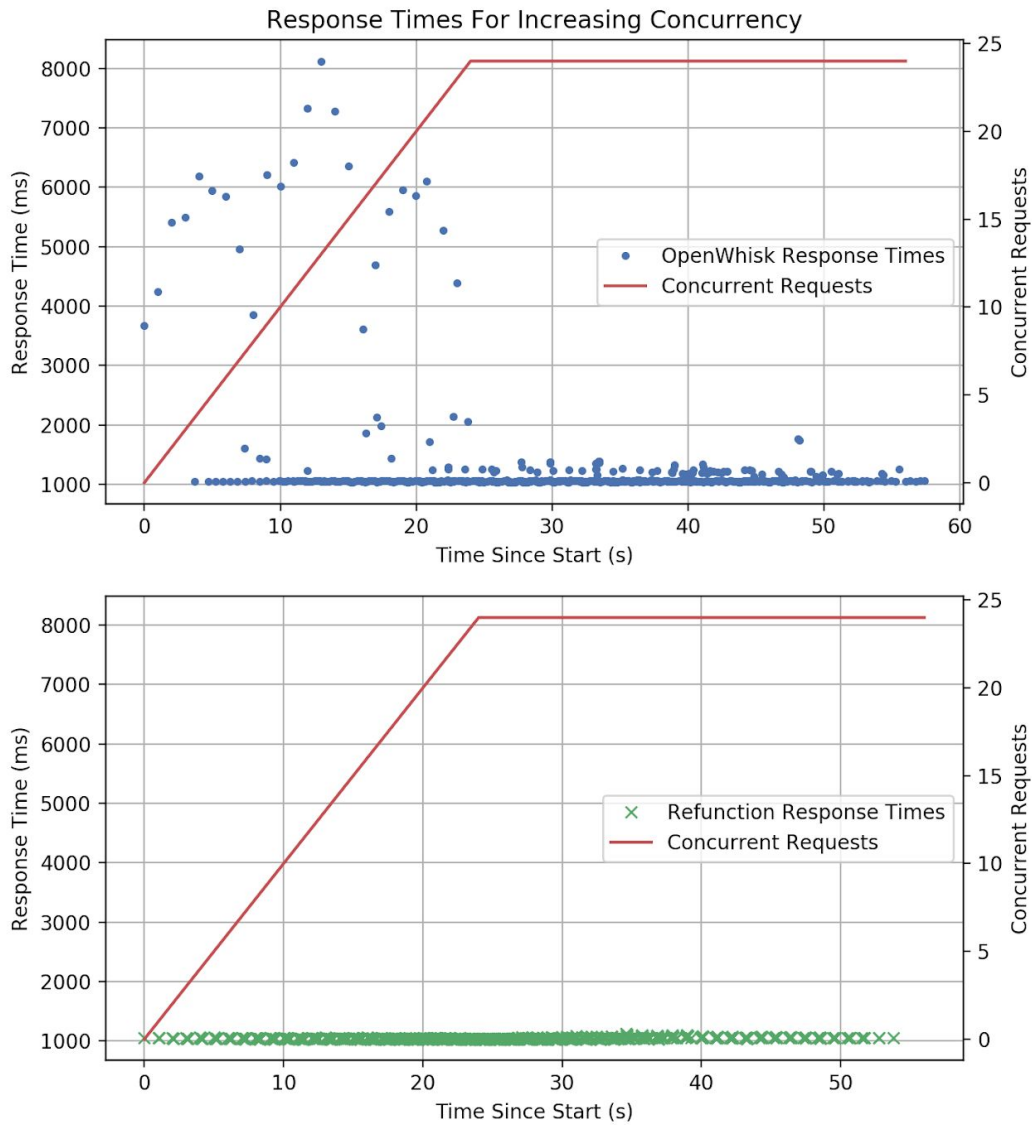 Response Times For Increasing Concurrency
8000
7000
6000
5000
4000
3000
2000
1000
Response Time (ms)
25
20
15
10
5
0
Concurrent Requests
OpenWhisk Response Times
Concurrent Requests
0 10 20 30 40 50 60
Time Since Start (s)
8000
7000
6000
5000
4000
3000
2000
1000
Response Time (ms)
25
20
15
10
5
0
Concurrent Requests
Refunction Response Times
Concurrent Requests
0 10 20 30 40 50
Time Since Start (s)